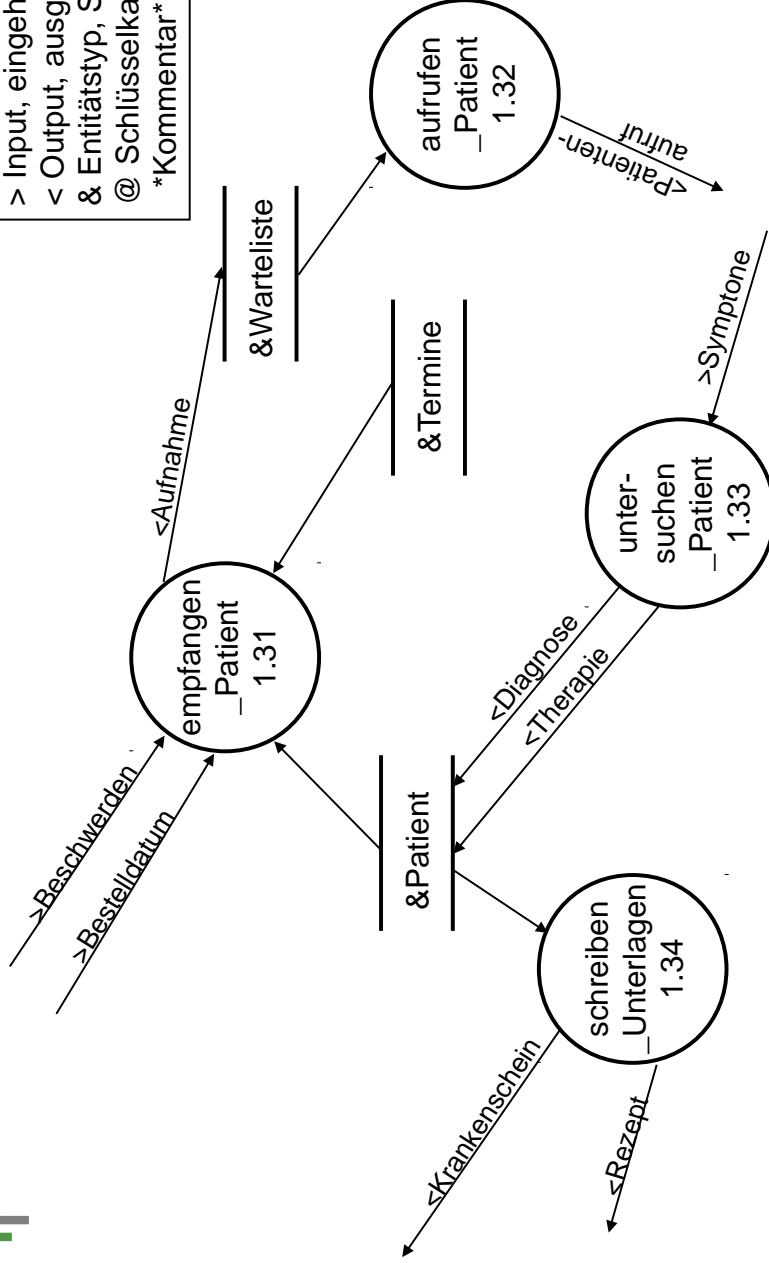 >Beschwerden
>Bestelldatum
empfangen
_Patient
1.31
<Aufnahme
&Warteliste
&Termine
aufrufen
_Patient
1.32
<Patienten-
aufruf
>Symptone
unter-
suchen
_Patient
1.33
<Diagnose
<Therapie
&Patient
schreiben
_Unterlagen
1.34
<Krankenschein
<Rezept
> Input, eingeh
< Output, ausg
& Entitätstyp, S
@ Schlüsselka
*Kommentar*